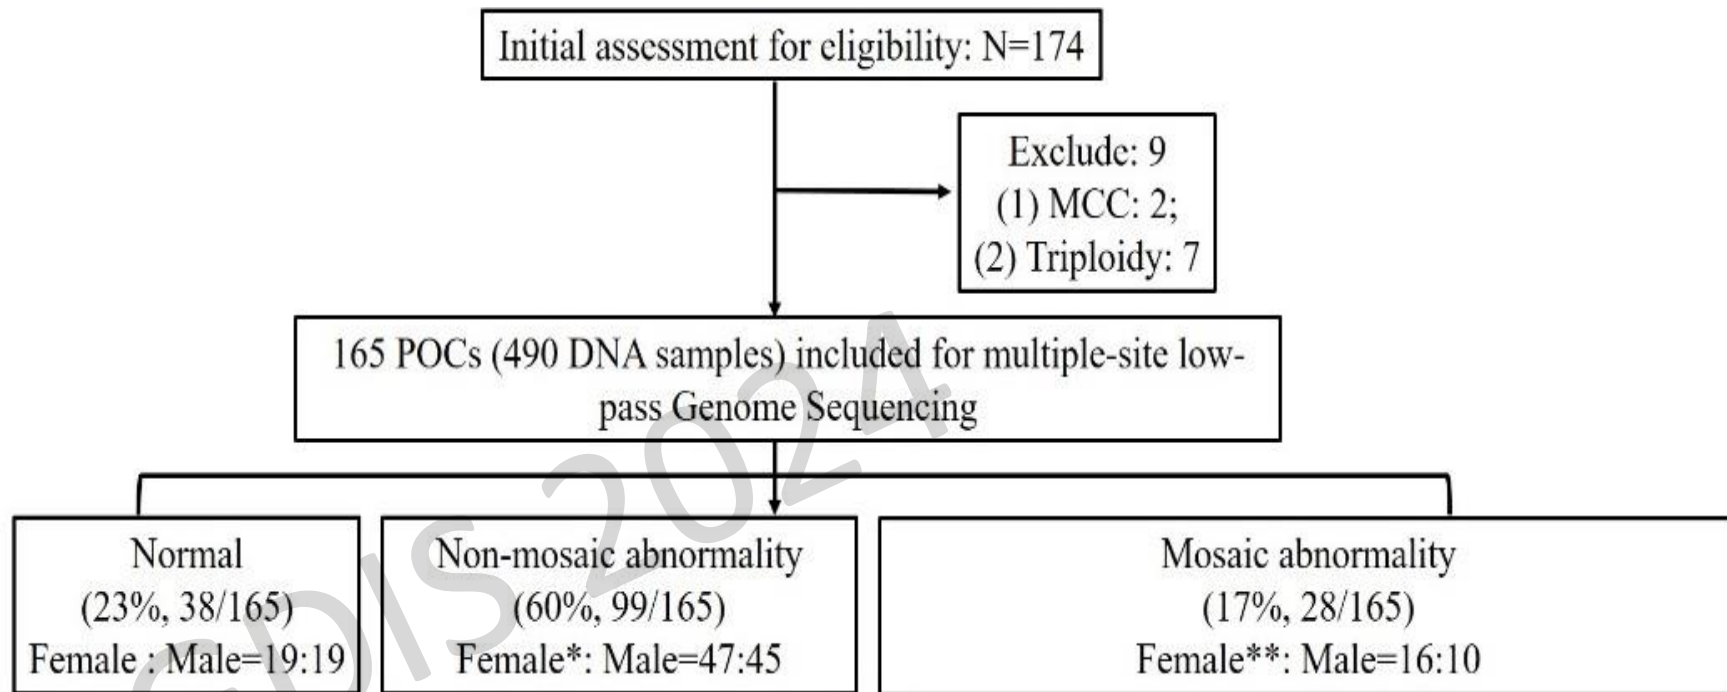 Initial assessment for eligibility: N=174
Exclude: 9
(1) MCC: 2;
(2) Triploidy: 7
165 POCs (490 DNA samples) included for multiple-site low-
pass Genome Sequencing
Normal
(23%, 38/165)
Female : Male=19:19
Non-mosaic abnormality
(60%, 99/165)
Female*: Male=47:45
Mosaic abnormality
(17%, 28/165)
Female**: Male=16:10
2024